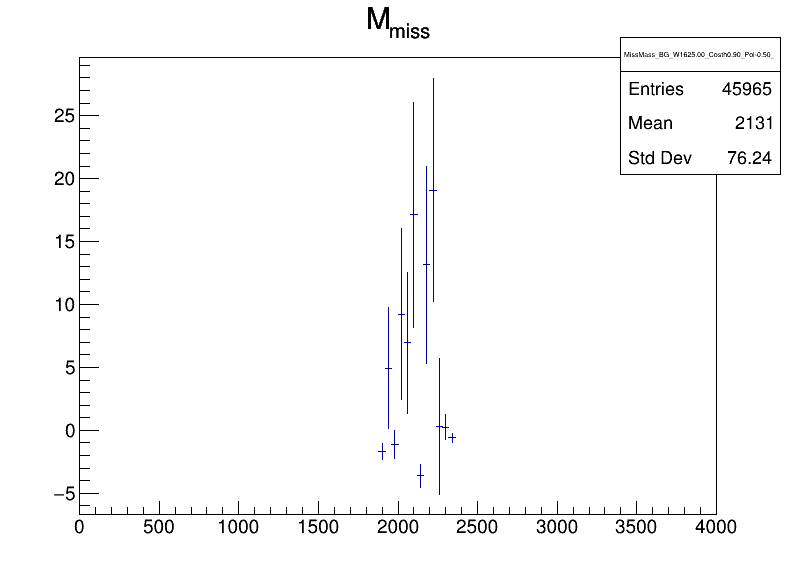 M_miss
MissMass_BG_W1625.00_Costh0.90_Pol-0.50_
Entries 45965
Mean 2131
Std Dev 76.24
25
20
15
10
5
0
−5
0 500 1000 1500 2000 2500 3000 3500 4000